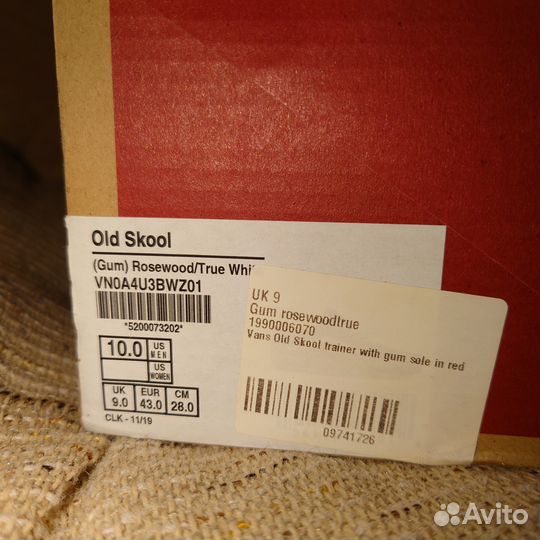 Old Skool
(Gum) Rosewood/True Whi
VN0A4U3BWZ01
*5200073202*
10.0 US MEN
US WOMEN
UK EUR CM
9.0 43.0 28.0
CLK - 11/19
UK 9
Gum rosewoodtrue
1990006070
Vans Old Skool trainer with gum sole in red
09741726
Avito